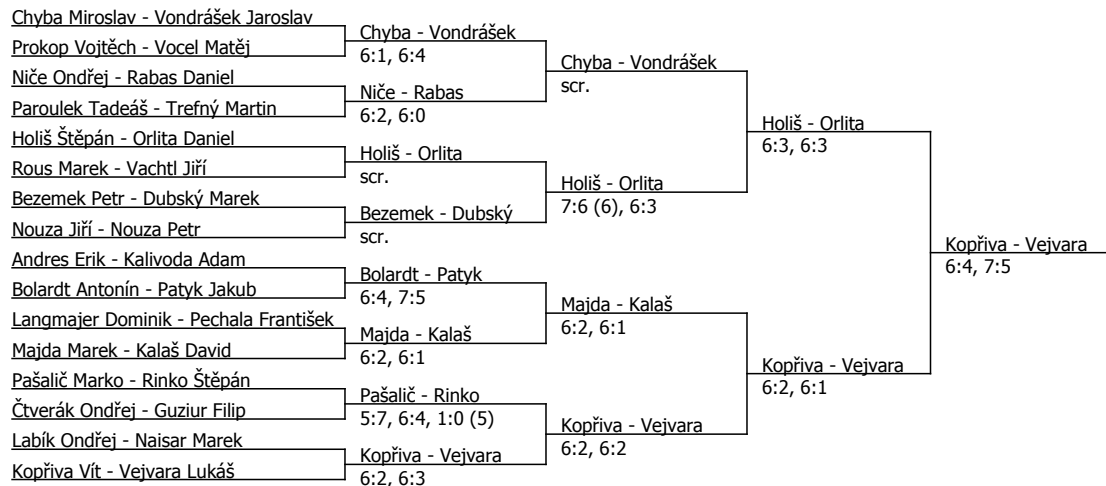 Chyba Miroslav - Vondrášek Jaroslav
Prokop Vojtěch - Vocel Matěj
Niče Ondřej - Rabas Daniel
Paroulek Tadeáš - Trefný Martin
Holiš Štěpán - Orlita Daniel
Rous Marek - Vachtl Jiří
Bezemek Petr - Dubský Marek
Nouza Jiří - Nouza Petr
Andres Erik - Kalivoda Adam
Bolardt Antonín - Patyk Jakub
Langmajer Dominik - Pechala František
Majda Marek - Kalaš David
Pašalič Marko - Rinko Štěpán
Čtverák Ondřej - Guziur Filip
Labík Ondřej - Naisar Marek
Kopřiva Vít - Vejvara Lukáš
Chyba - Vondrášek
6:1, 6:4
Niče - Rabas
6:2, 6:0
Holiš - Orlita
scr.
Bezemek - Dubský
scr.
Bolardt - Patyk
6:4, 7:5
Majda - Kalaš
6:2, 6:1
Pašalič - Rinko
5:7, 6:4, 1:0 (5)
Kopřiva - Vejvara
6:2, 6:3
Chyba - Vondrášek
scr.
Holiš - Orlita
7:6 (6), 6:3
Majda - Kalaš
6:2, 6:1
Kopřiva - Vejvara
6:2, 6:2
Holiš - Orlita
6:3, 6:3
Kopřiva - Vejvara
6:2, 6:1
Kopřiva - Vejvara
6:4, 7:5